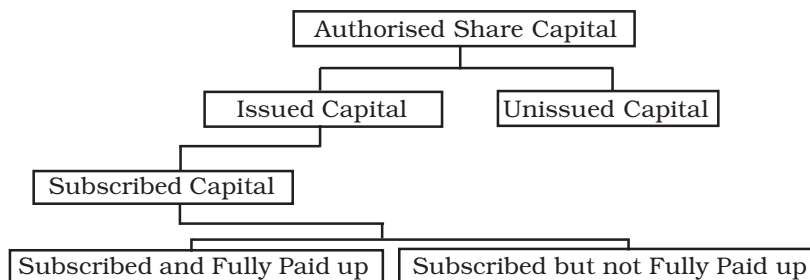 Authorised Share Capital
Issued Capital
Unissued Capital
Subscribed Capital
Subscribed and Fully Paid up
Subscribed but not Fully Paid up